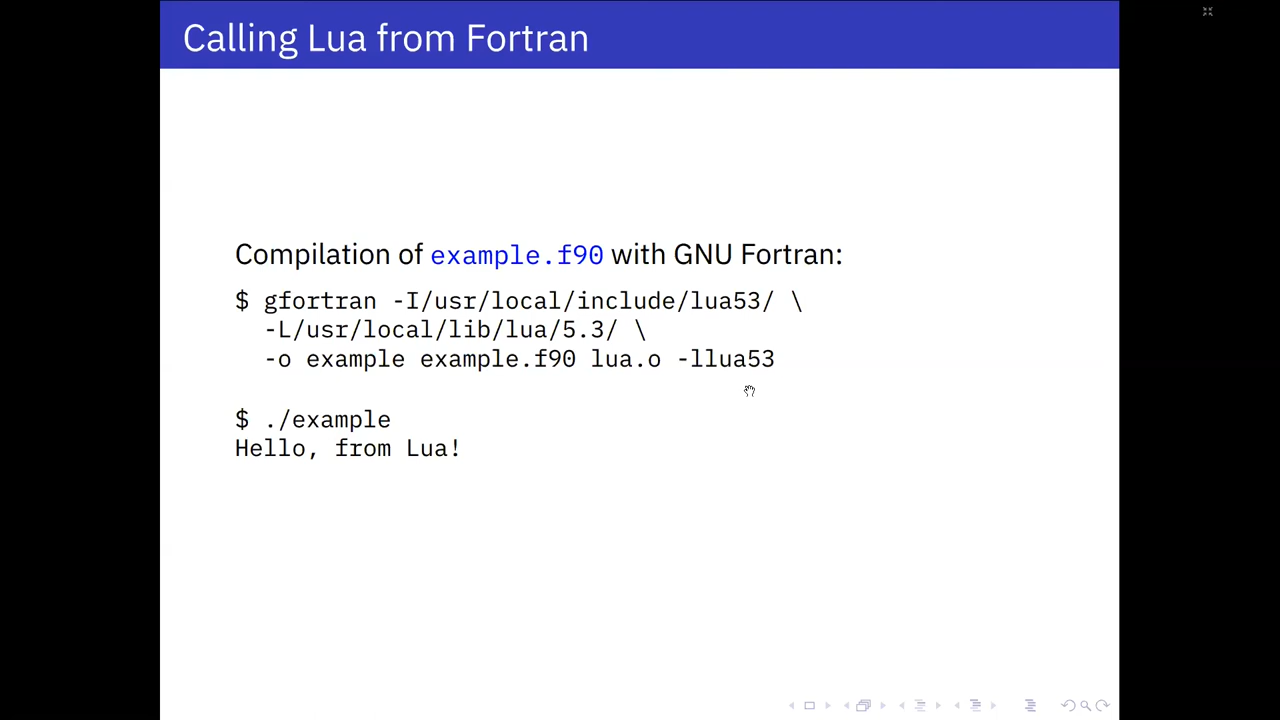 Calling Lua from Fortran
Compilation of example.f90 with GNU Fortran:
$ gfortran -I/usr/local/include/lua53/ \
-L/usr/local/lib/lua/5.3/ \
-o example example.f90 lua.o -llua53
$ ./example
Hello, from Lua!